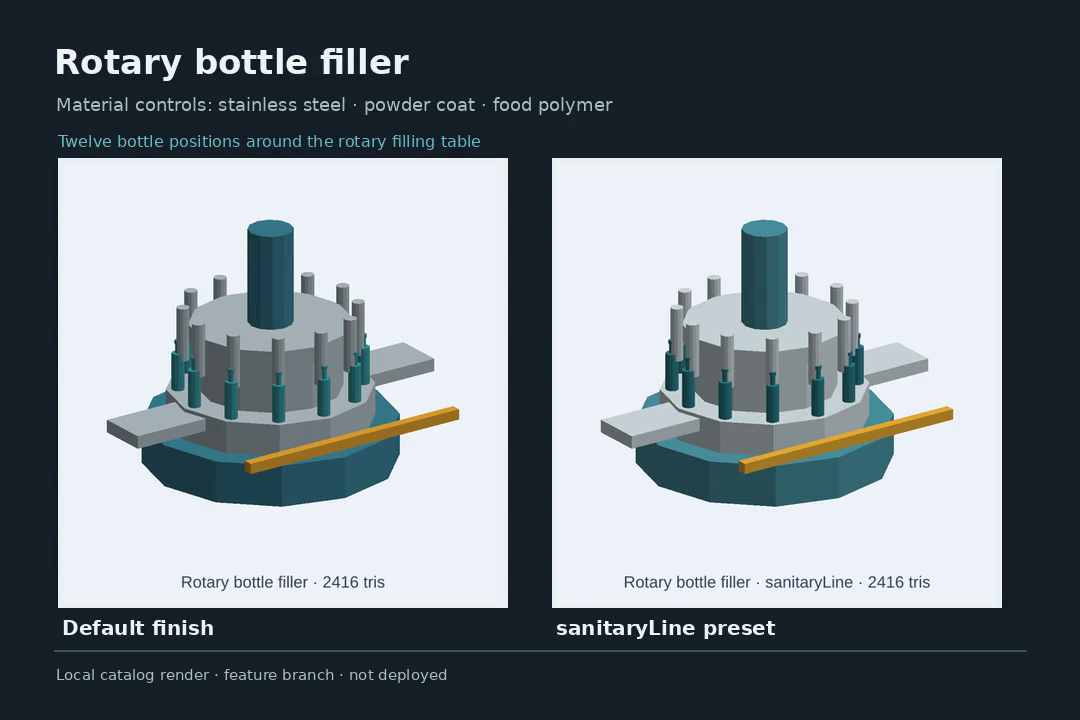 Rotary bottle filler
Material controls: stainless steel · powder coat · food polymer
Twelve bottle positions around the rotary filling table
Rotary bottle filler · 2416 tris
Rotary bottle filler · sanitaryLine · 2416 tris
Default finish
sanitaryLine preset
Local catalog render · feature branch · not deployed